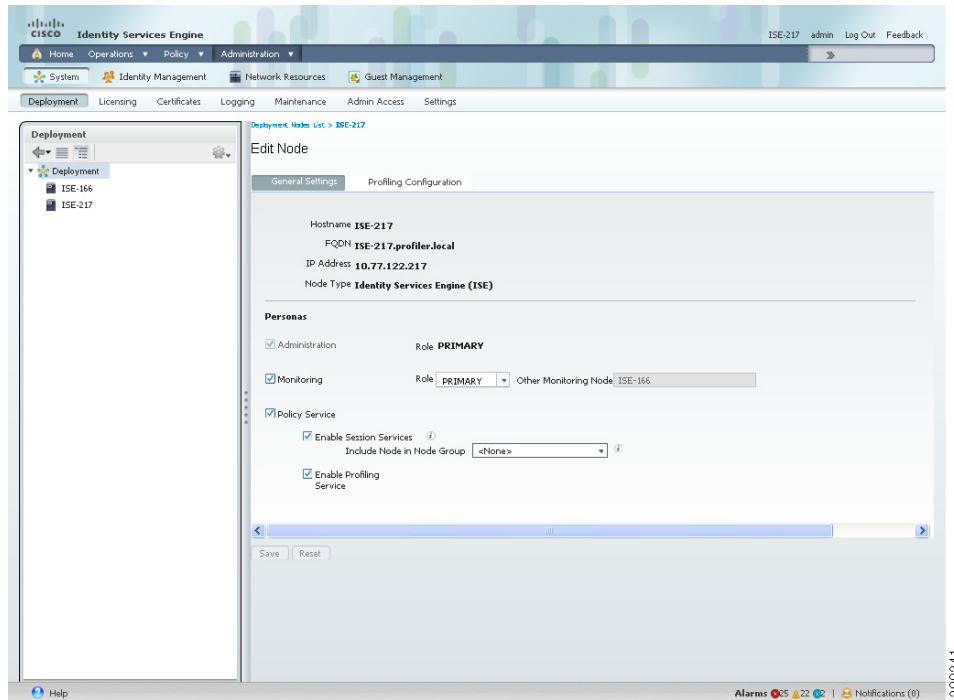 CISCO Identity Services Engine
ISE-217 admin Log Out Feedback
Home Operations Policy Administration
System Identity Management Network Resources Guest Management
Deployment Licensing Certificates Logging Maintenance Admin Access Settings
Deployment
Deployment
ISE-166
ISE-217
Deployment Nodes List > ISE-217
Edit Node
General Settings Profiling Configuration
Hostname ISE-217
FQDN ISE-217.profiler.local
IP Address 10.77.122.217
Node Type Identity Services Engine (ISE)
Personas
Administration Role PRIMARY
Monitoring Role PRIMARY Other Monitoring Node ISE-166
Policy Service
Enable Session Services
Include Node in Node Group <None>
Enable Profiling
Service
Save Reset
Help
Alarms 25 22 2 | Notifications (0)